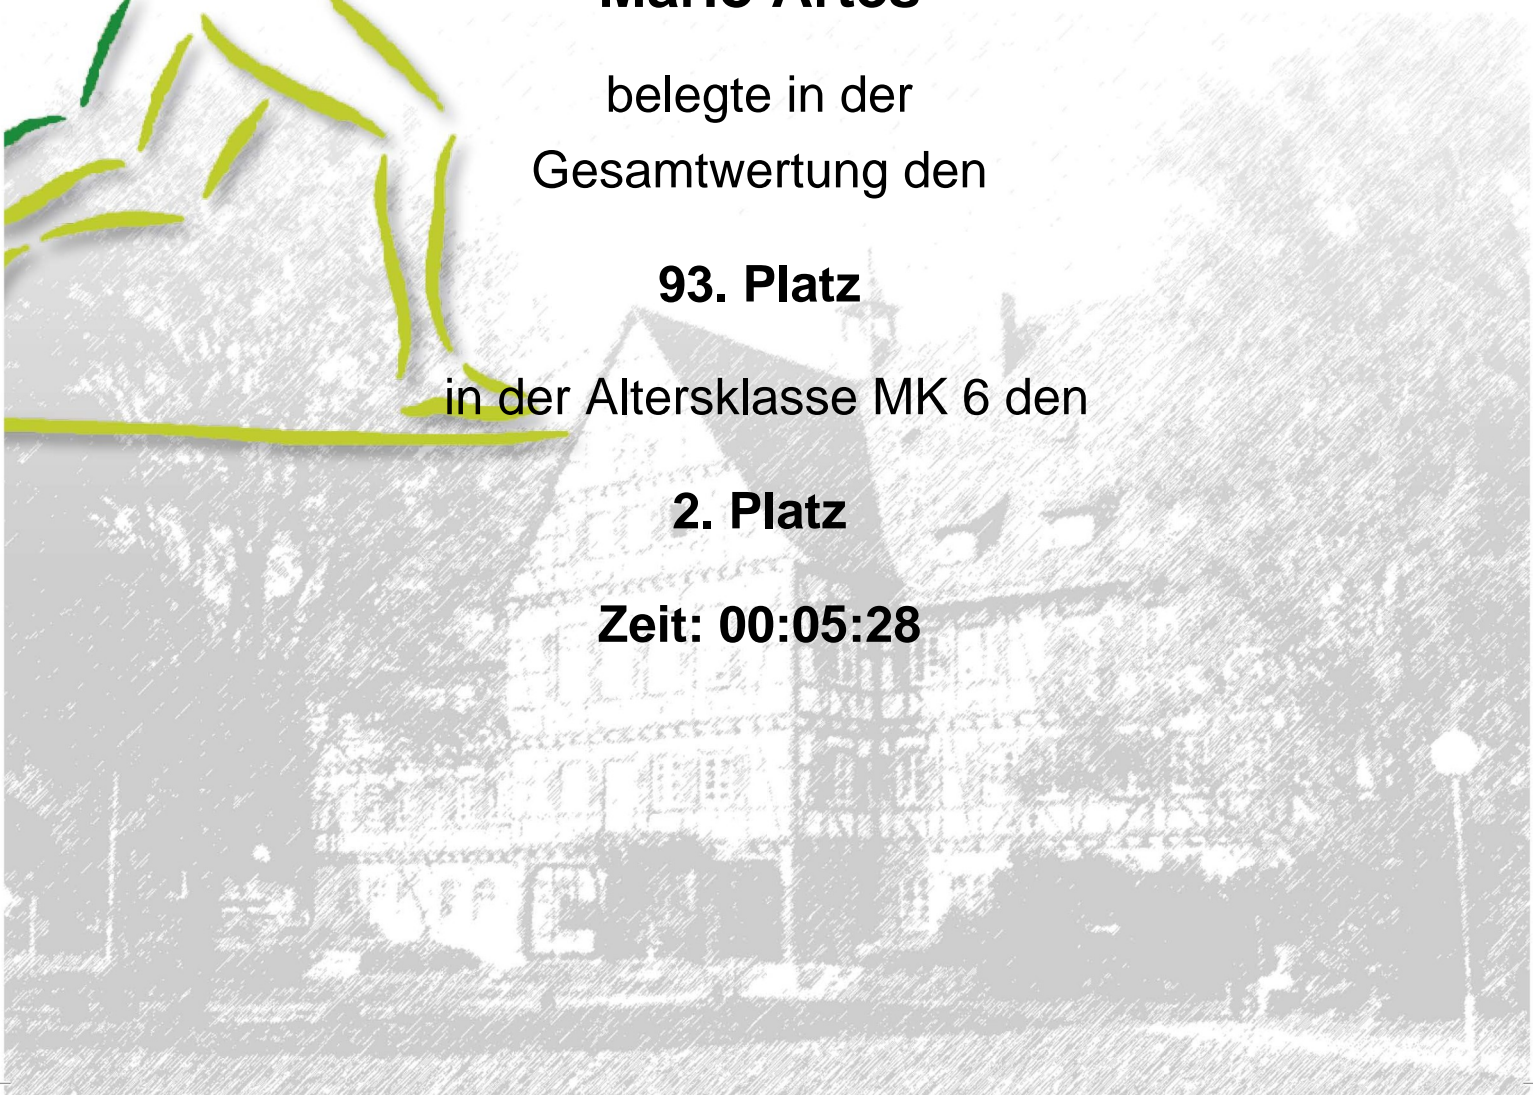 belegte in der
Gesamtwertung den
93. Platz
in der Altersklasse MK 6 den
2. Platz
Zeit: 00:05:28